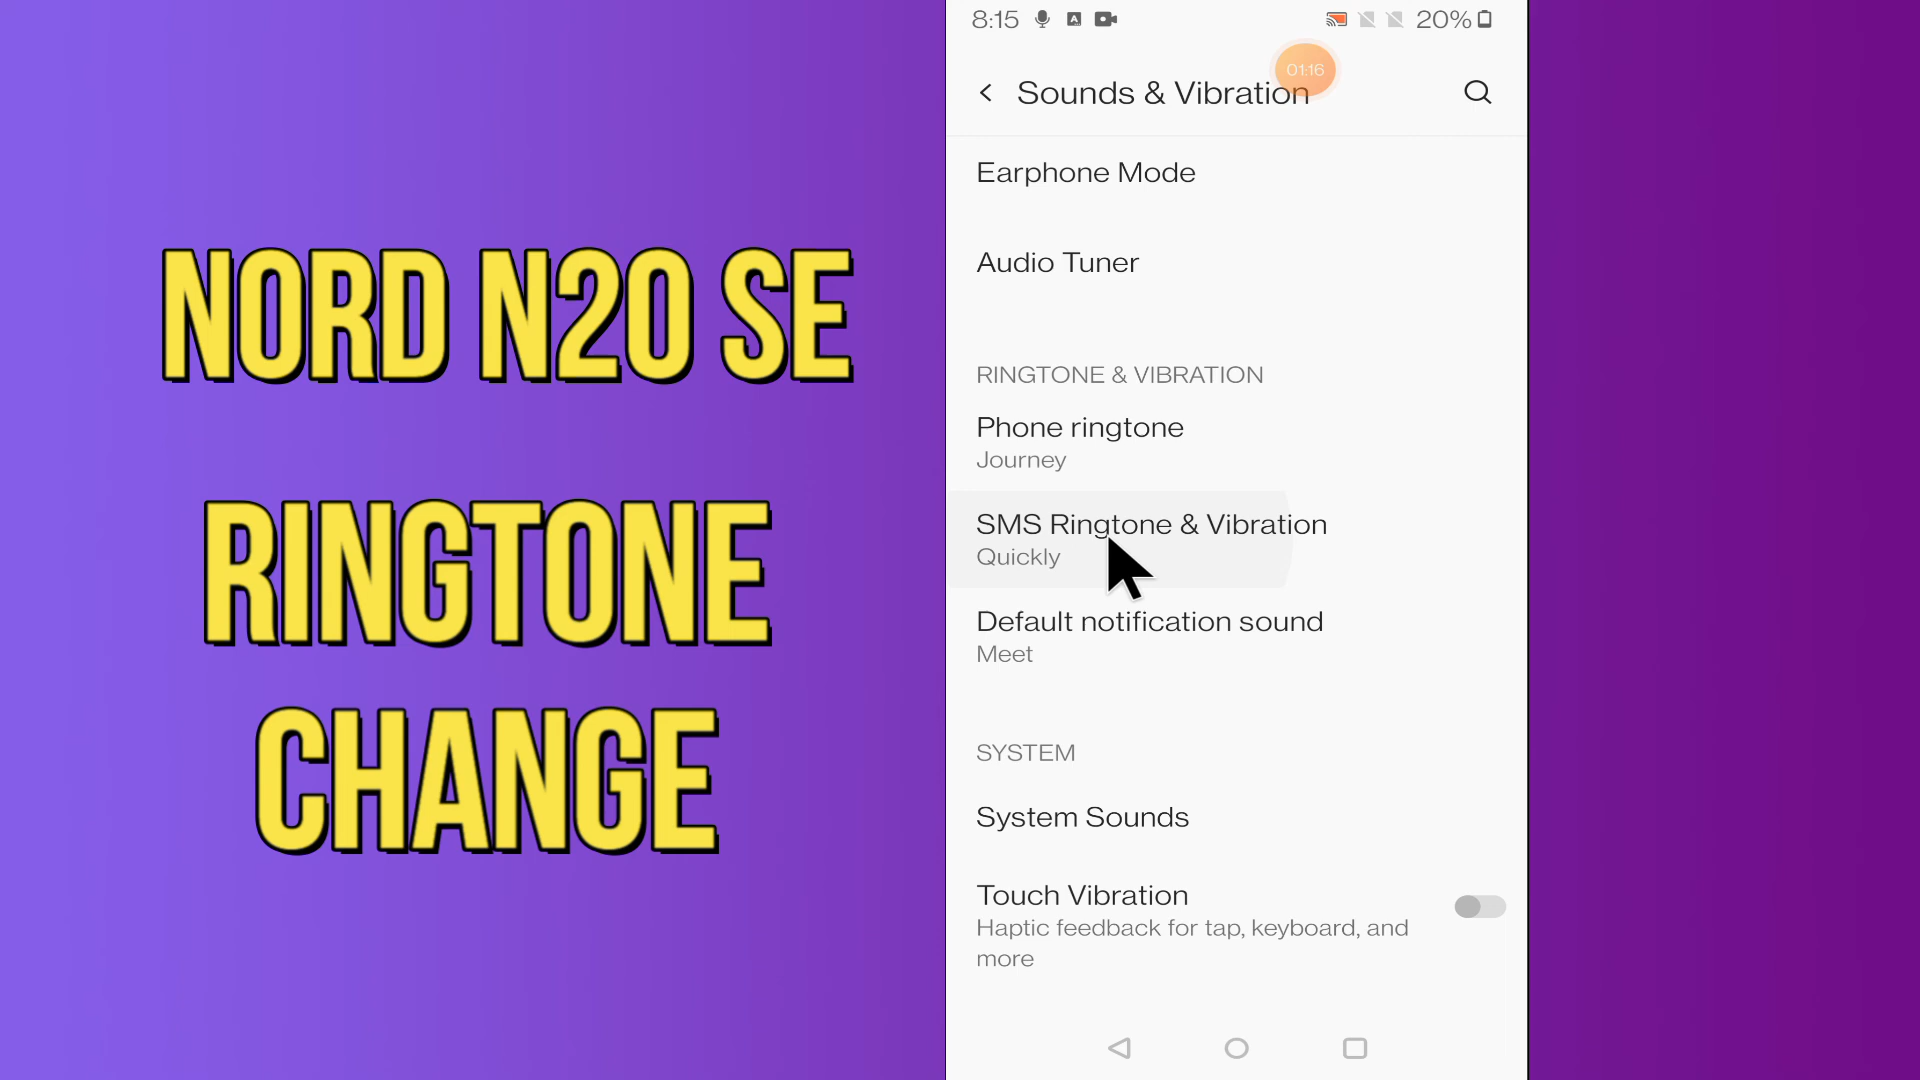 NORD N20 SE
RINGTONE
CHANGE
8:15
A
20%
01:16
Sounds & Vibration
Earphone Mode
Audio Tuner
RINGTONE & VIBRATION
Phone ringtone
Journey
SMS Ringtone & Vibration
Quickly
Default notification sound
Meet
SYSTEM
System Sounds
Touch Vibration
Haptic feedback for tap, keyboard, and
more